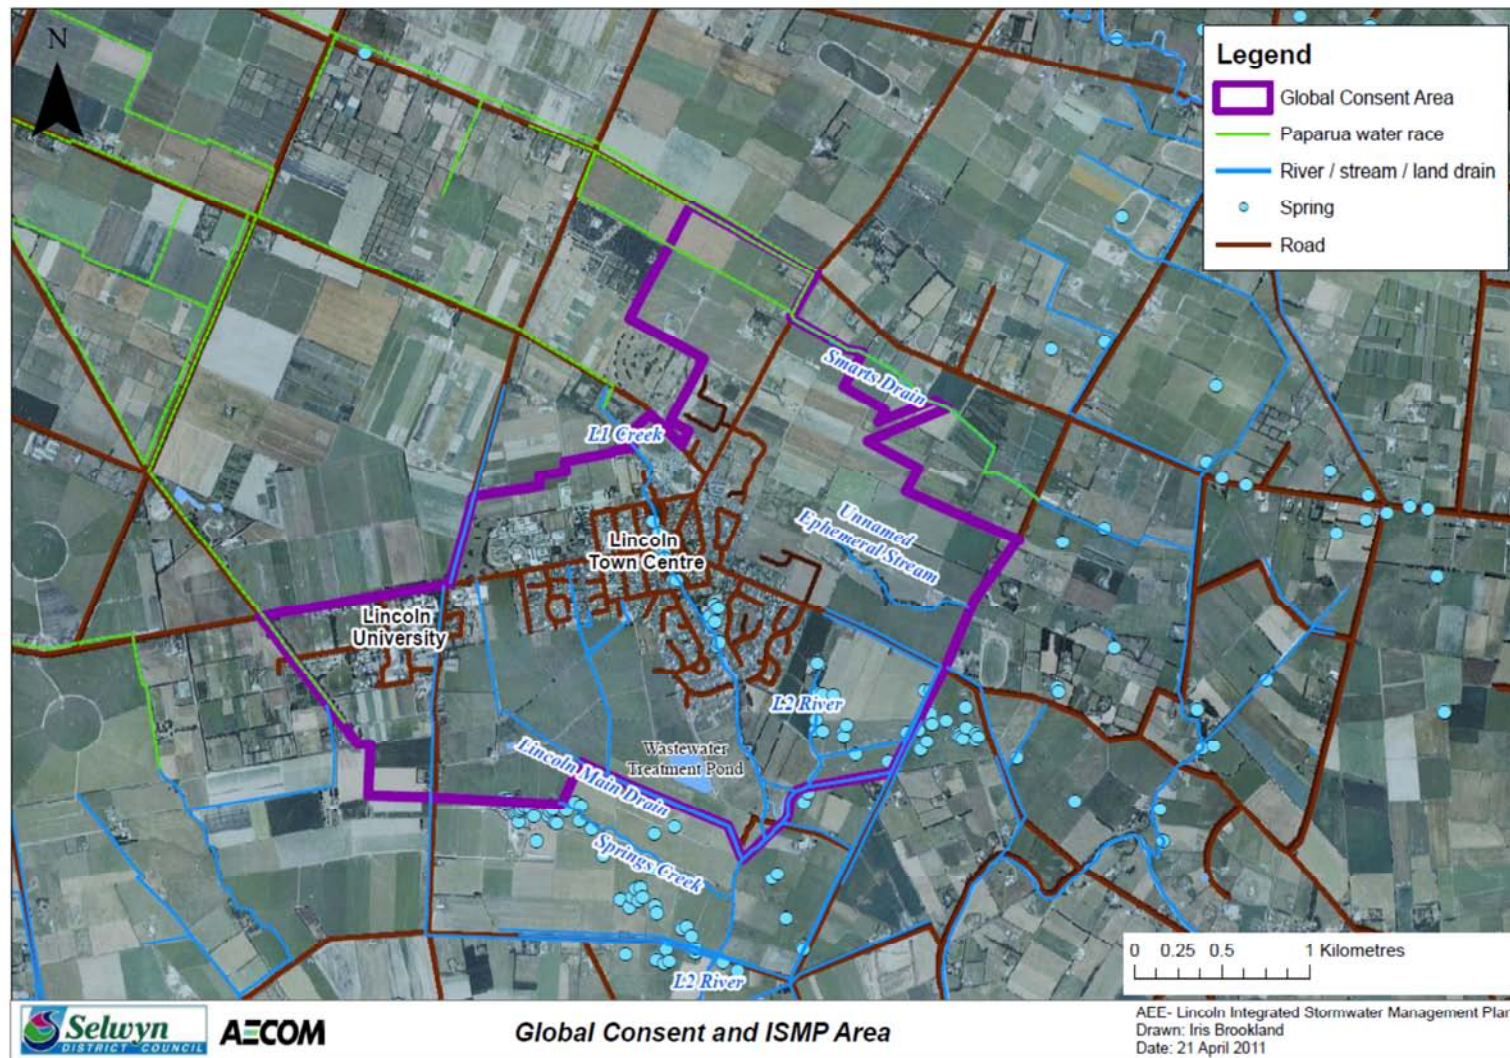 N
Legend
Global Consent Area
Paparua water race
River / stream / land drain
Spring
Road
Smarts Drain
L1 Creek
Unnamed
Ephemeral Stream
Lincoln
Town Centre
Lincoln
University
L2 River
Wastewater
Treatment Pond
Lincoln Main Drain
Springs Creek
L2 River
0 0.25 0.5 1 Kilometres
Selwyn
DISTRICT COUNCIL
AECOM
Global Consent and ISMP Area
AEE- Lincoln Integrated Stormwater Management Plan
Drawn: Iris Brookland
Date: 21 April 2011